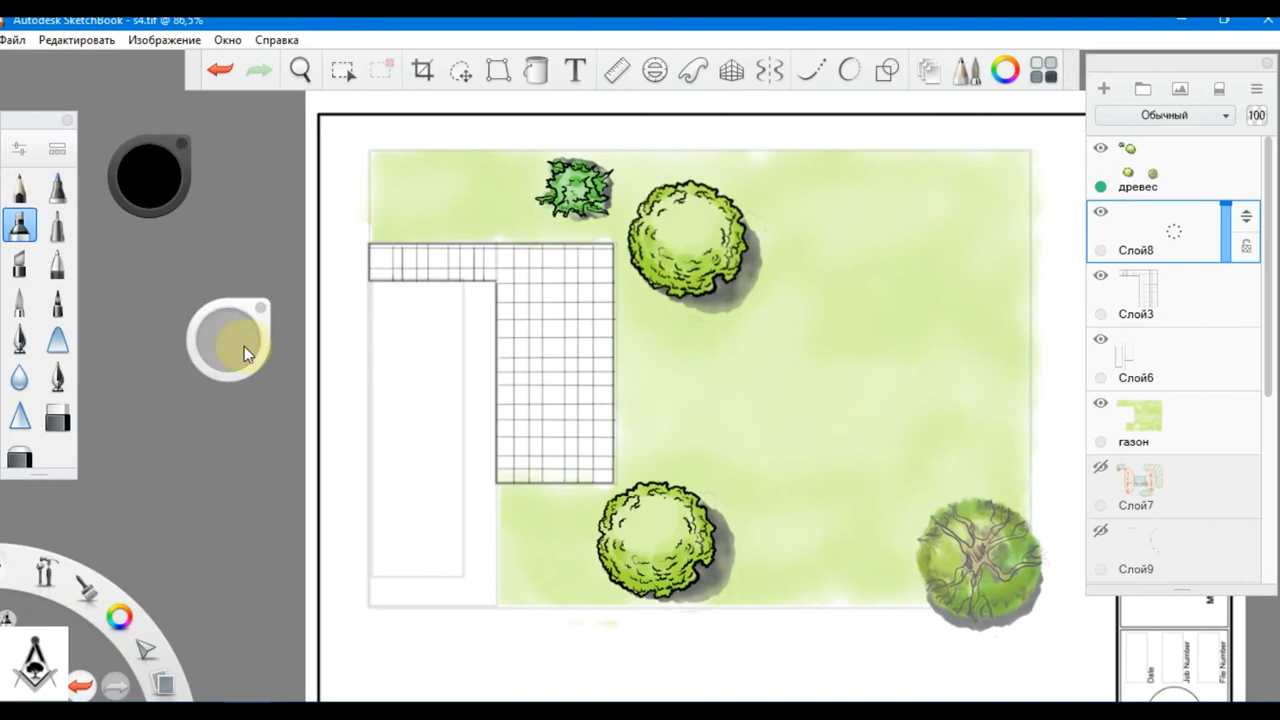 Autodesk SketchBook - s4.tif @ 86,5%
Файл Редактировать Изображение Окно Справка
T
Обычный 100
древес
Слой8
Слой3
Слой6
газон
Слой7
Слой9
Date
Job Number
File Number